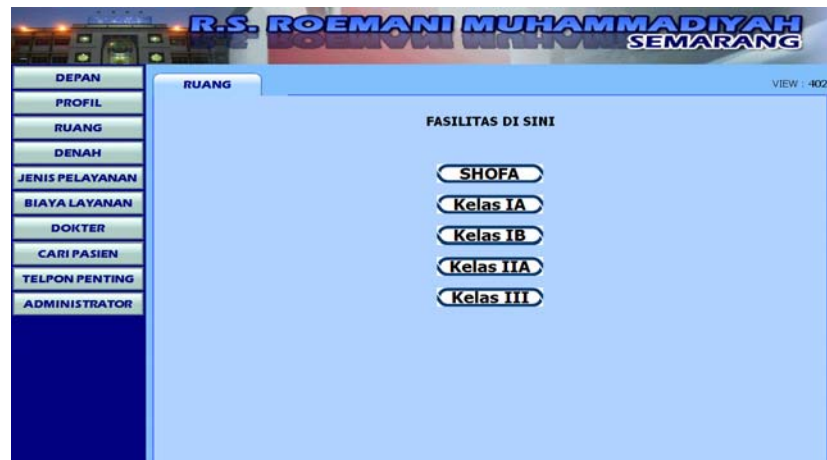 R.S. ROEMANI MUHAMMADIYAH
SEMARANG
DEPAN
PROFIL
RUANG
DENAH
JENIS PELAYANAN
BIAYA LAYANAN
DOKTER
CARI PASIEN
TELPON PENTING
ADMINISTRATOR
RUANG
VIEW : 402
FASILITAS DI SINI
SHOFA
Kelas IA
Kelas IB
Kelas IIA
Kelas III